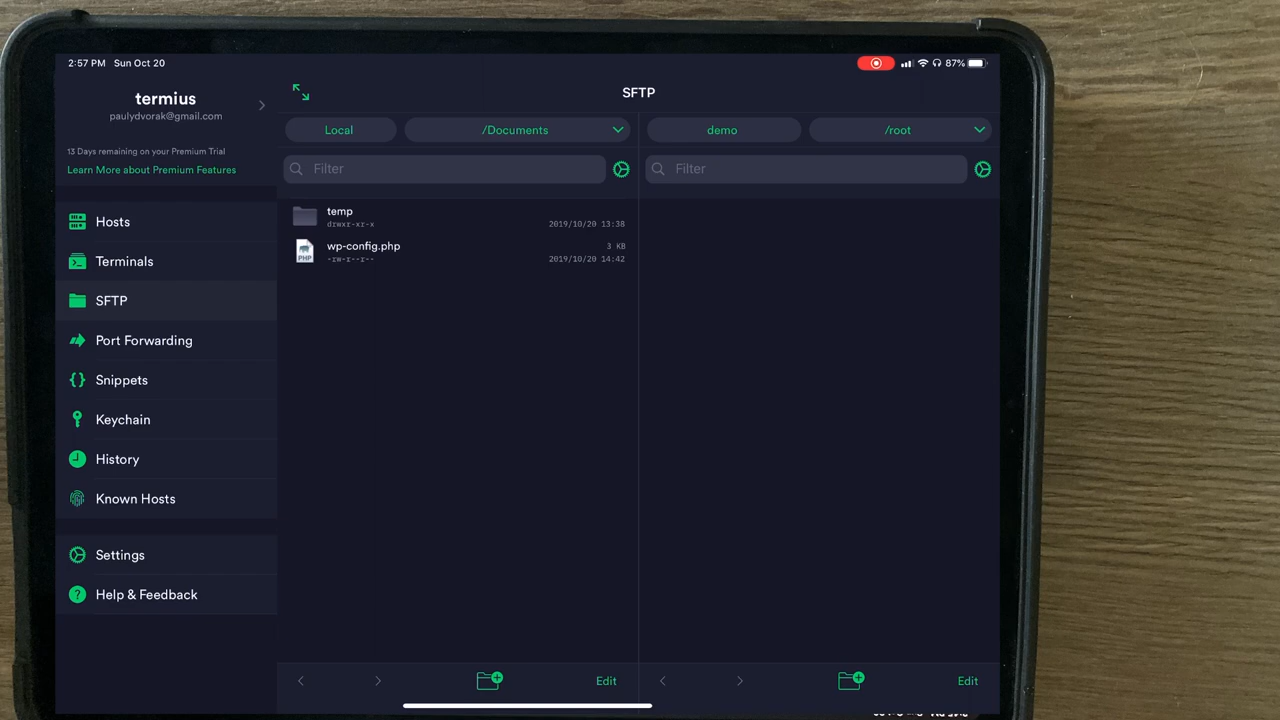 2:57 PM Sun Oct 20
87%
termius
paulydvorak@gmail.com
13 Days remaining on your Premium Trial
Learn More about Premium Features
Hosts
Terminals
SFTP
Port Forwarding
Snippets
Keychain
History
Known Hosts
Settings
Help & Feedback
SFTP
Local
/Documents
Filter
temp
drwxr-xr-x
2019/10/20 13:38
PHP
wp-config.php
3 KB
-rw-r--r--
2019/10/20 14:42
Edit
demo
/root
Filter
Edit